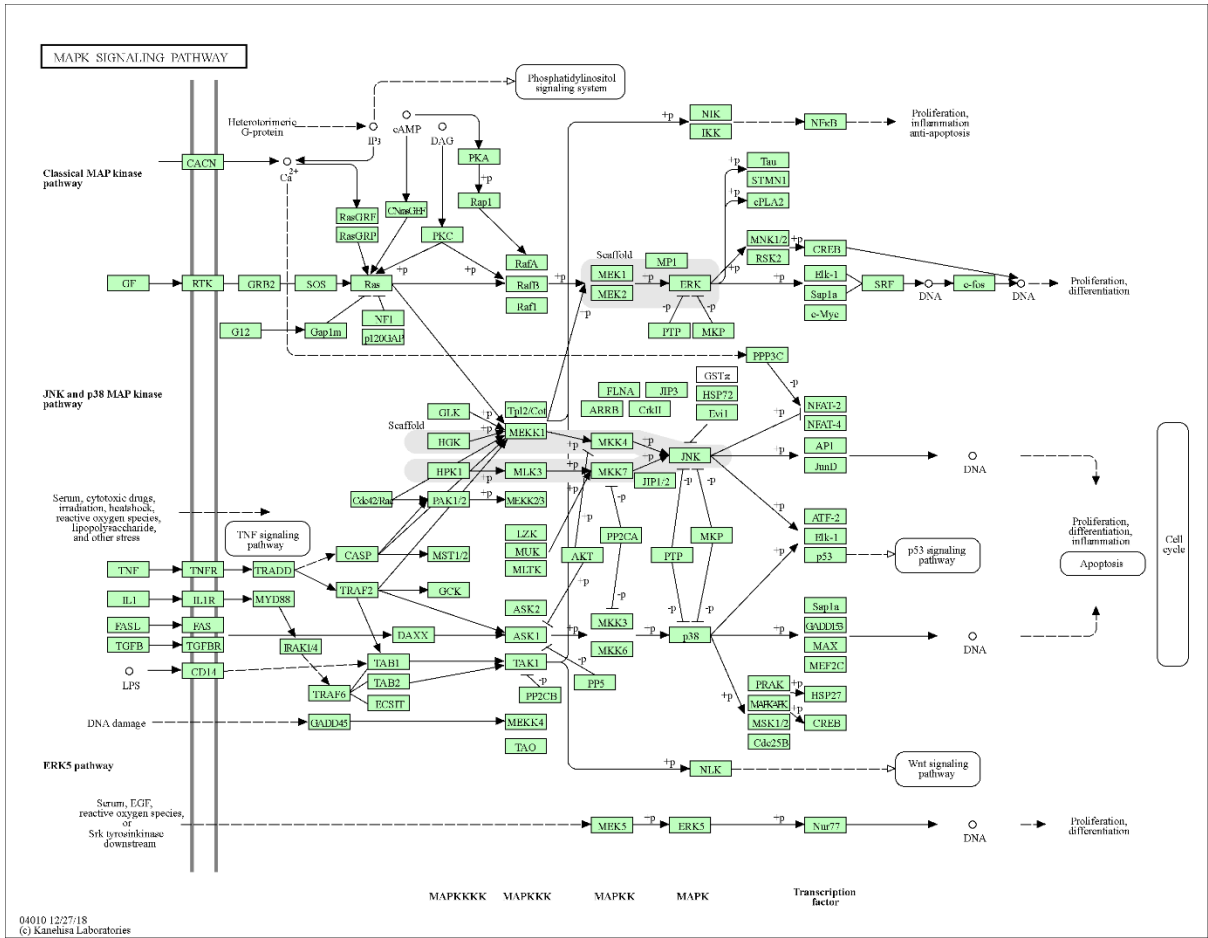 MAPK SIGNALING PATHWAY
Phosphatidylinositol
signaling system
Heterotorimeric
G-protein
IP3
cAMP
DAG
+p
NIK
IKK
NFκB
Proliferation,
inflammation
anti-apoptosis
Classical MAP kinase
pathway
CACN
Ca2+
PKA
+p
Rap1
RasGRF
RasGRP
CNrasGEF
PKC
+p
Tau
STMN1
cPLA2
Scaffold
MP1
MNK1/2
RSK2
+p
+p
CREB
GF
RTK
GRB2
SOS
Ras
+p
+p
RafA
RafB
Raf1
+p
MEK1
MEK2
+p
ERK
+p
Elk-1
Sap1a
c-Myc
SRF
DNA
c-fos
DNA
Proliferation,
differentiation
G12
Gap1m
NF1
p120GAP
+p
-p
-p
PTP
MKP
PPP3C
-p
JNK and p38 MAP kinase
pathway
GSTπ
HSP72
Evi1
FLNA
JIP3
ARRB
CrkII
NFAT-2
NFAT-4
+p
GLK
+p
Tpl2/Cot
Scaffold
HGK
+p
MEKK1
+p
MKK4
+p
JNK
AP1
JunD
+p
DNA
HPK1
+p
MLK3
+p
MKK7
+p
JIP1/2
Cdc42/Rac
PAK1/2
+p
MEKK2/3
-p
-p
-p
Serum, cytotoxic drugs,
irradiation, heatshock,
reactive oxygen species,
lipopolysaccharide,
and other stress
TNF signaling
pathway
LZK
MUK
MLTK
AKT
PP2CA
PTP
MKP
+p
ATF-2
Elk-1
p53
p53 signaling
pathway
Proliferation,
differentiation,
inflammation
Apoptosis
Cell
cycle
CASP
MST1/2
TNF
TNFR
TRADD
TRAF2
GCK
+p
+p
IL1
IL1R
MYD88
ASK2
-p
-p
-p
FASL
FAS
DAXX
ASK1
+p
MKK3
MKK6
+p
p38
+p
Sap1a
GADD153
MAX
MEF2C
DNA
TGFB
TGFBR
IRAK1/4
LPS
CD14
TAB1
TAB2
ECSIT
TRAF6
TAK1
-p
PP2CB
-p
PP5
+p
PRAK
MAPKAPK
MSK1/2
Cdc25B
+p
+p
HSP27
CREB
DNA damage
GADD45
MEKK4
TAO
ERK5 pathway
+p
NLK
Wnt signaling
pathway
Serum, EGF,
reactive oxygen species,
or
Srk tyrosinkinase
downstream
MEK5
+p
ERK5
+p
Nur77
DNA
Proliferation,
differentiation
MAPKKKK
MAPKKK
MAPKK
MAPK
Transcription
factor
04010 12/27/18
(c) Kanehisa Laboratories